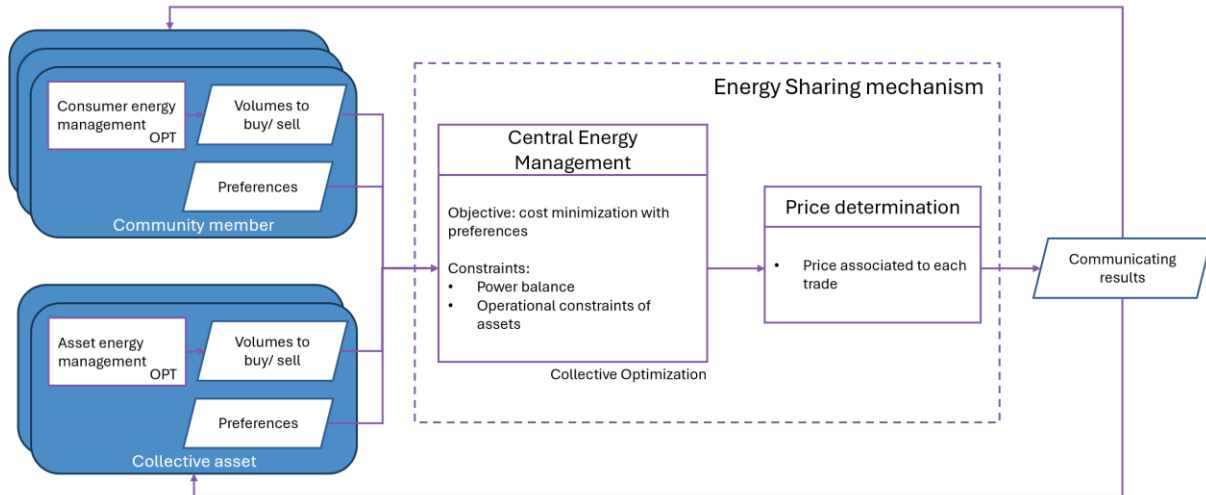 Consumer energy
management
OPT
Volumes to
buy/ sell
Preferences
Community member
Asset energy
management
OPT
Volumes to
buy/ sell
Preferences
Collective asset
Energy Sharing mechanism
Central Energy
Management
Objective: cost minimization with
preferences
Constraints:
• Power balance
• Operational constraints of
assets
Collective Optimization
Price determination
• Price associated to each
trade
Communicating
results